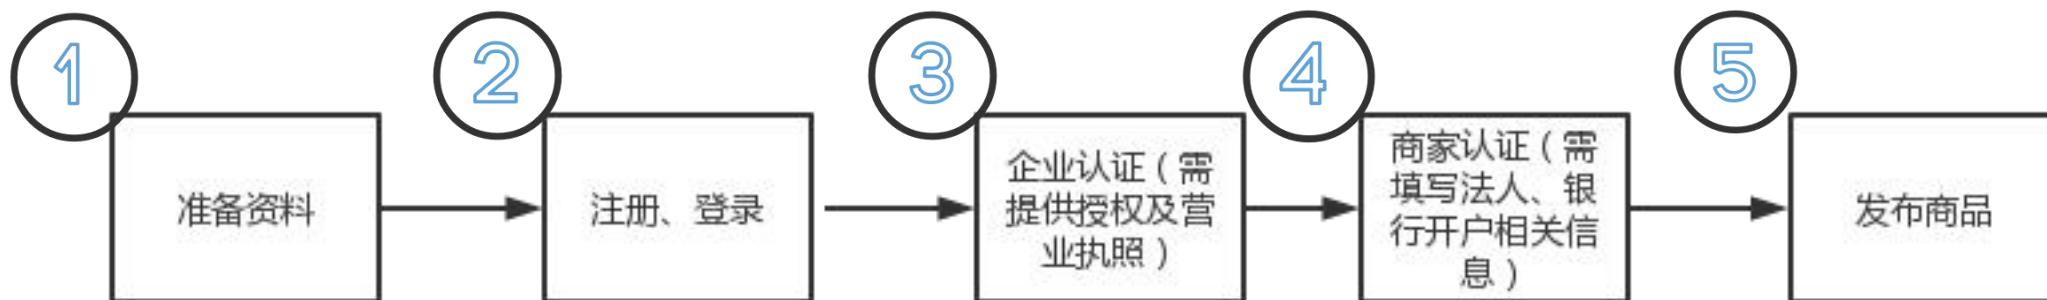 1
2
3
4
5
准备资料
注册、登录
企业认证（需
提供授权及营
业执照）
商家认证（需
填写法人、银
行开户相关信
息）
发布商品